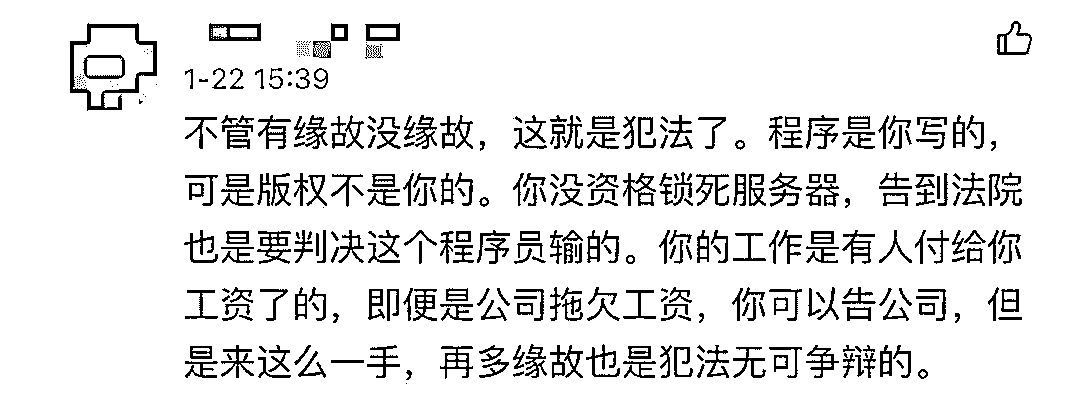 1-22 15:39
不管有缘故没缘故，这就是犯法了。程序是你写的，
可是版权不是你的。你没资格锁死服务器，告到法院
也是要判决这个程序员输的。你的工作是有人付给你
工资了的，即便是公司拖欠工资，你可以告公司，但
是来这么一手，再多缘故也是犯法无可争辩的。